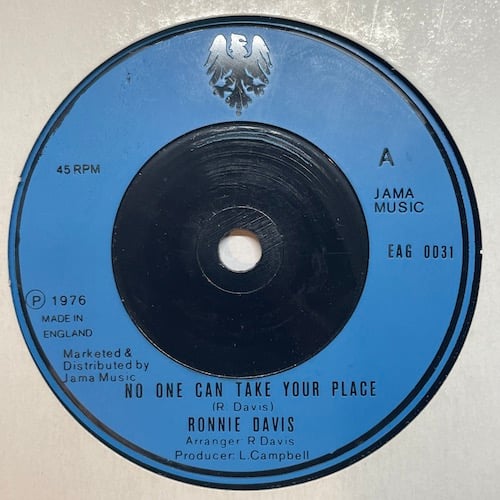 45 RPM
A
JAMA
MUSIC
EAG 0031
℗ 1976
MADE IN
ENGLAND
Marketed &
Distributed by
Jama Music
NO ONE CAN TAKE YOUR PLACE
(R. Davis)
RONNIE DAVIS
Arranger: R Davis
Producer: L.Campbell